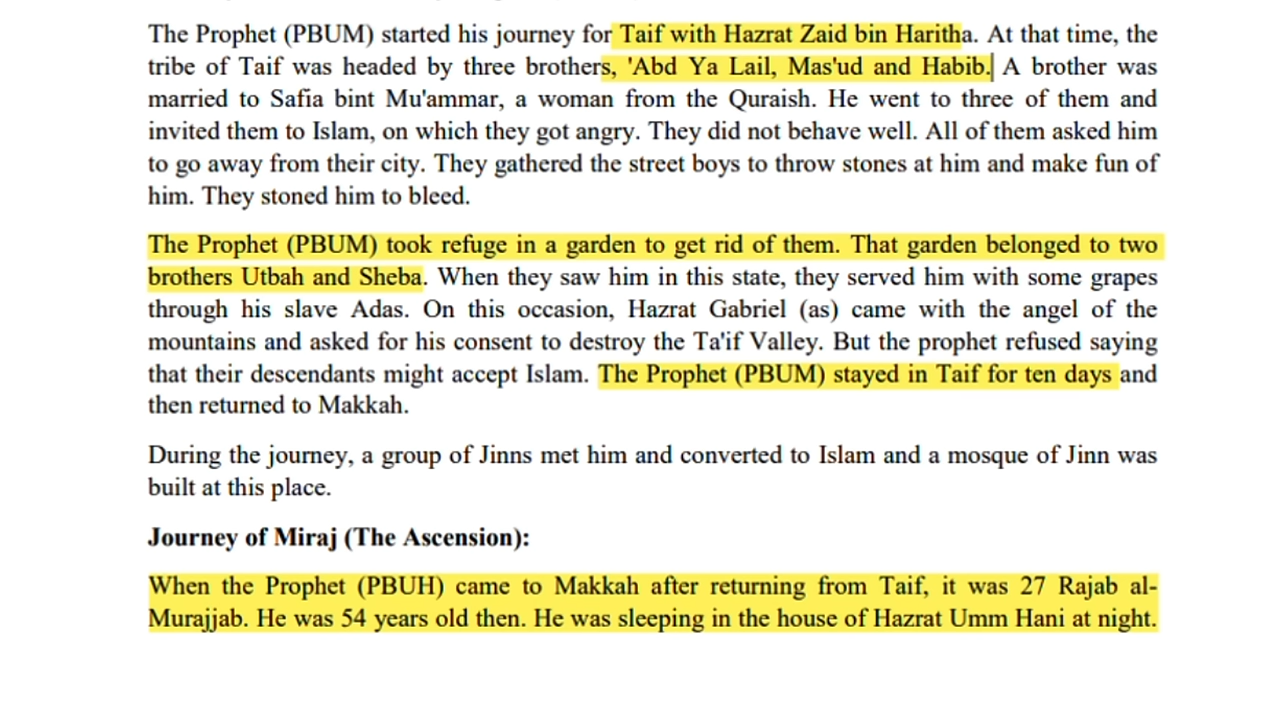 The Prophet (PBUM) started his journey for Taif with Hazrat Zaid bin Haritha. At that time, the
tribe of Taif was headed by three brothers, 'Abd Ya Lail, Mas'ud and Habib. A brother was
married to Safia bint Mu'ammar, a woman from the Quraish. He went to three of them and
invited them to Islam, on which they got angry. They did not behave well. All of them asked him
to go away from their city. They gathered the street boys to throw stones at him and make fun of
him. They stoned him to bleed.
The Prophet (PBUM) took refuge in a garden to get rid of them. That garden belonged to two
brothers Utbah and Sheba. When they saw him in this state, they served him with some grapes
through his slave Adas. On this occasion, Hazrat Gabriel (as) came with the angel of the
mountains and asked for his consent to destroy the Ta'if Valley. But the prophet refused saying
that their descendants might accept Islam. The Prophet (PBUM) stayed in Taif for ten days and
then returned to Makkah.
During the journey, a group of Jinns met him and converted to Islam and a mosque of Jinn was
built at this place.
Journey of Miraj (The Ascension):
When the Prophet (PBUH) came to Makkah after returning from Taif, it was 27 Rajab al-
Murajjab. He was 54 years old then. He was sleeping in the house of Hazrat Umm Hani at night.